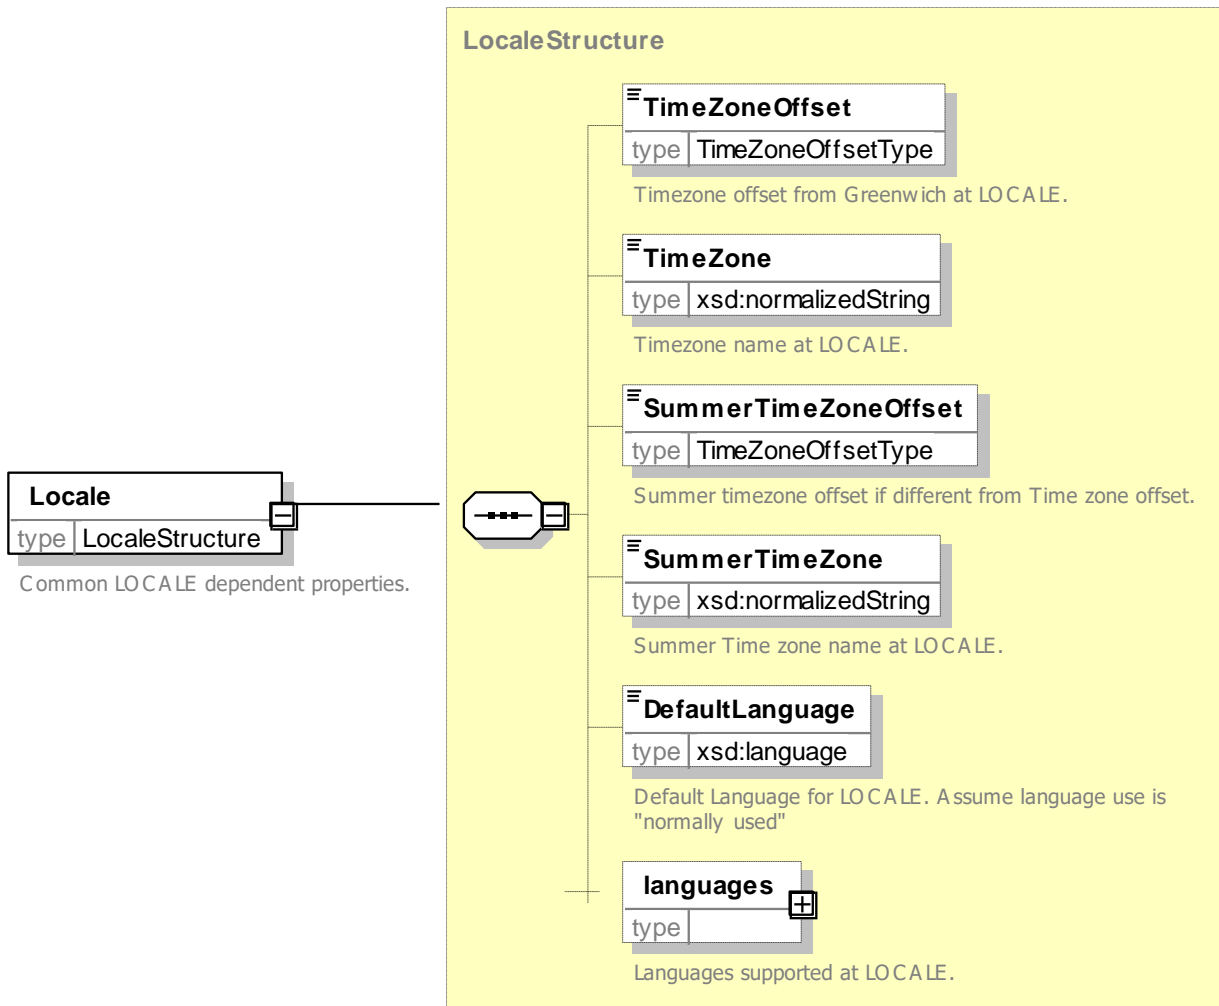 LocaleStructure
TimeZoneOffset
type TimeZoneOffsetType
Timezone offset from Greenwich at LOCALE.
TimeZone
type xsd:normalizedString
Timezone name at LOCALE.
SummerTimeZoneOffset
type TimeZoneOffsetType
Summer timezone offset if different from Time zone offset.
Locale
type LocaleStructure
Common LOCALE dependent properties.
SummerTimeZone
type xsd:normalizedString
Summer Time zone name at LOCALE.
DefaultLanguage
type xsd:language
Default Language for LOCALE. Assume language use is
"normally used"
languages
type
Languages supported at LOCALE.